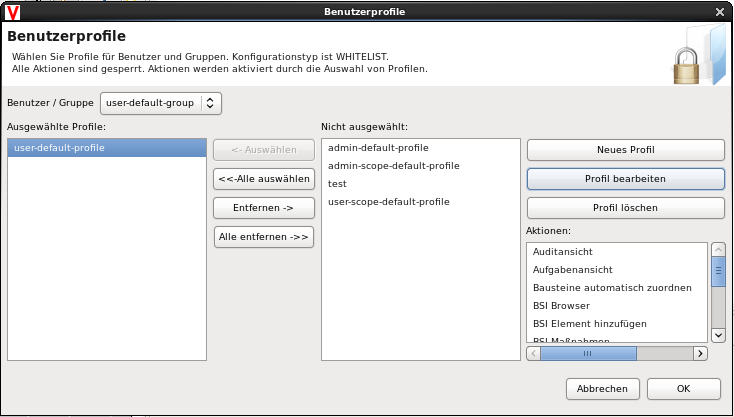 Benutzerprofile
Benutzerprofile
Wählen Sie Profile für Benutzer und Gruppen. Konfigurationstyp ist WHITELIST.
Alle Aktionen sind gesperrt. Aktionen werden aktiviert durch die Auswahl von Profilen.
Benutzer / Gruppe user-default-group
Ausgewählte Profile:
user-default-profile
<- Auswählen
<<-Alle auswählen
Entfernen ->
Alle entfernen ->>
Nicht ausgewählt:
admin-default-profile
admin-scope-default-profile
test
user-scope-default-profile
Neues Profil
Profil bearbeiten
Profil löschen
Aktionen:
Auditansicht
Aufgabenansicht
Bausteine automatisch zuordnen
BSI Browser
BSI Element hinzufügen
BSI Maßnahmen
Abbrechen
OK